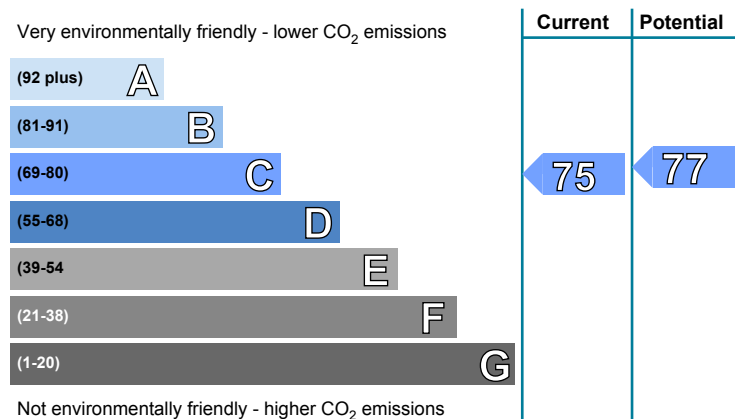 Very environmentally friendly - lower CO₂ emissions
Current
Potential
(92 plus) A
(81-91) B
(69-80) C
75
77
(55-68) D
(39-54 E
(21-38) F
(1-20) G
Not environmentally friendly - higher CO₂ emissions